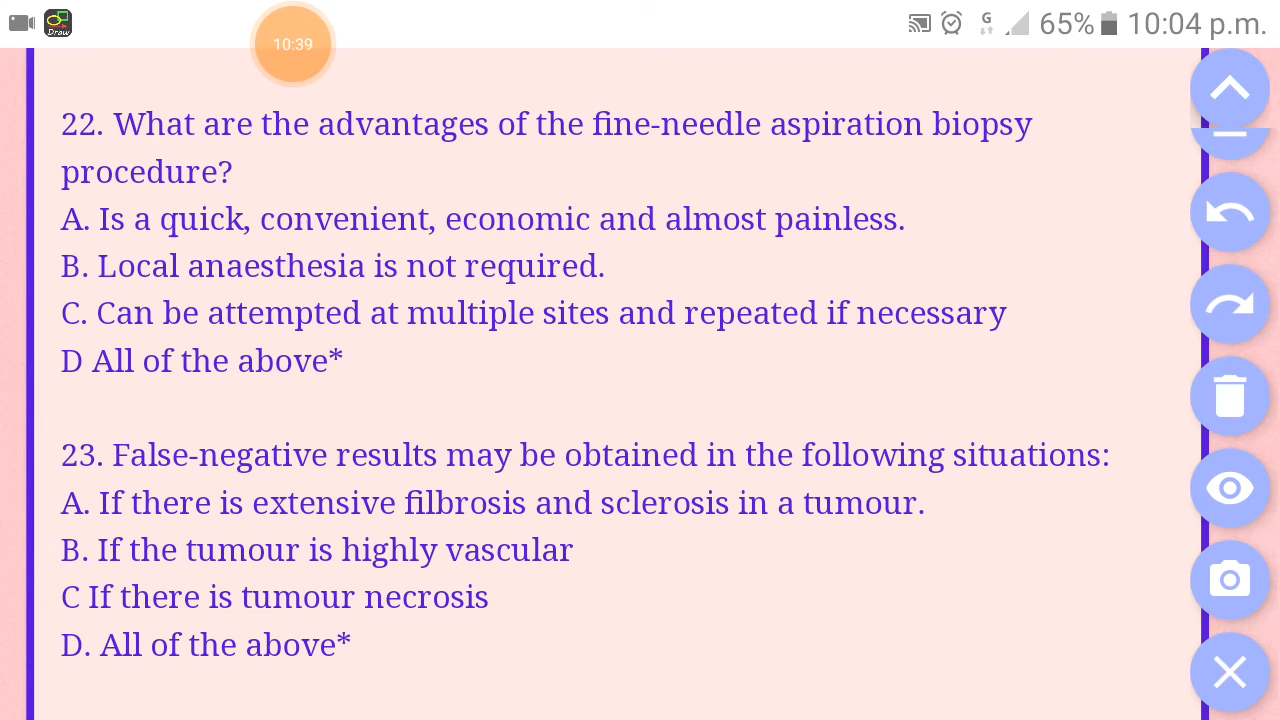 Draw
10:39
G
65%
10:04 p.m.
22. What are the advantages of the fine-needle aspiration biopsy
procedure?
A. Is a quick, convenient, economic and almost painless.
B. Local anaesthesia is not required.
C. Can be attempted at multiple sites and repeated if necessary
D All of the above*
23. False-negative results may be obtained in the following situations:
A. If there is extensive filbrosis and sclerosis in a tumour.
B. If the tumour is highly vascular
C If there is tumour necrosis
D. All of the above*